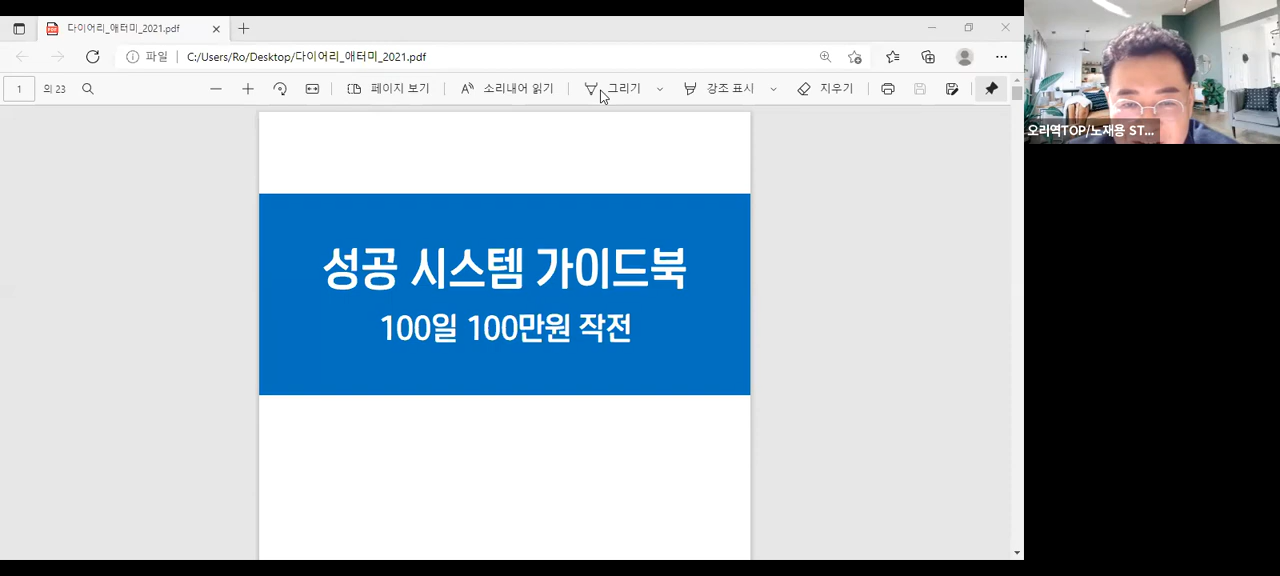 다이어리_애터미_2021.pdf
파일
C:/Users/Ro/Desktop/다이어리_애터미_2021.pdf
1 의 23 페이지 보기 소리내어 읽기 그리기 강조 표시 지우기
성공 시스템 가이드북
100일 100만원 작전
오리역TOP/노재용 ST...